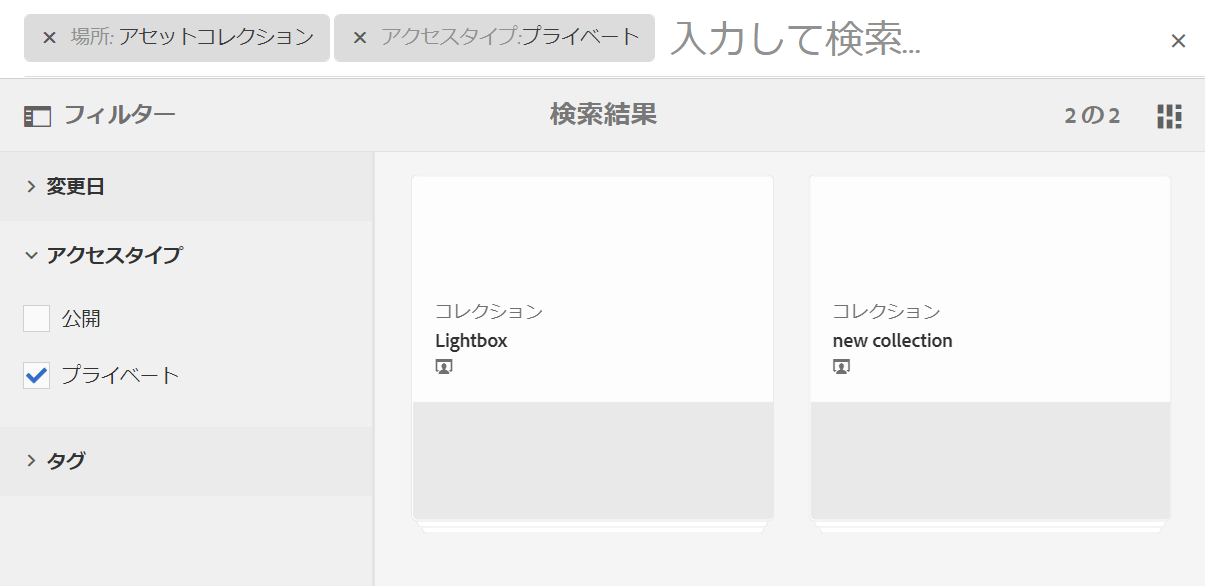 × 場所: アセットコレクション × アクセスタイプ:プライベート 入力して検索... ×
フィルター 検索結果 2 の 2
変更日
アクセスタイプ
公開
プライベート
タグ
コレクション
Lightbox
コレクション
new collection